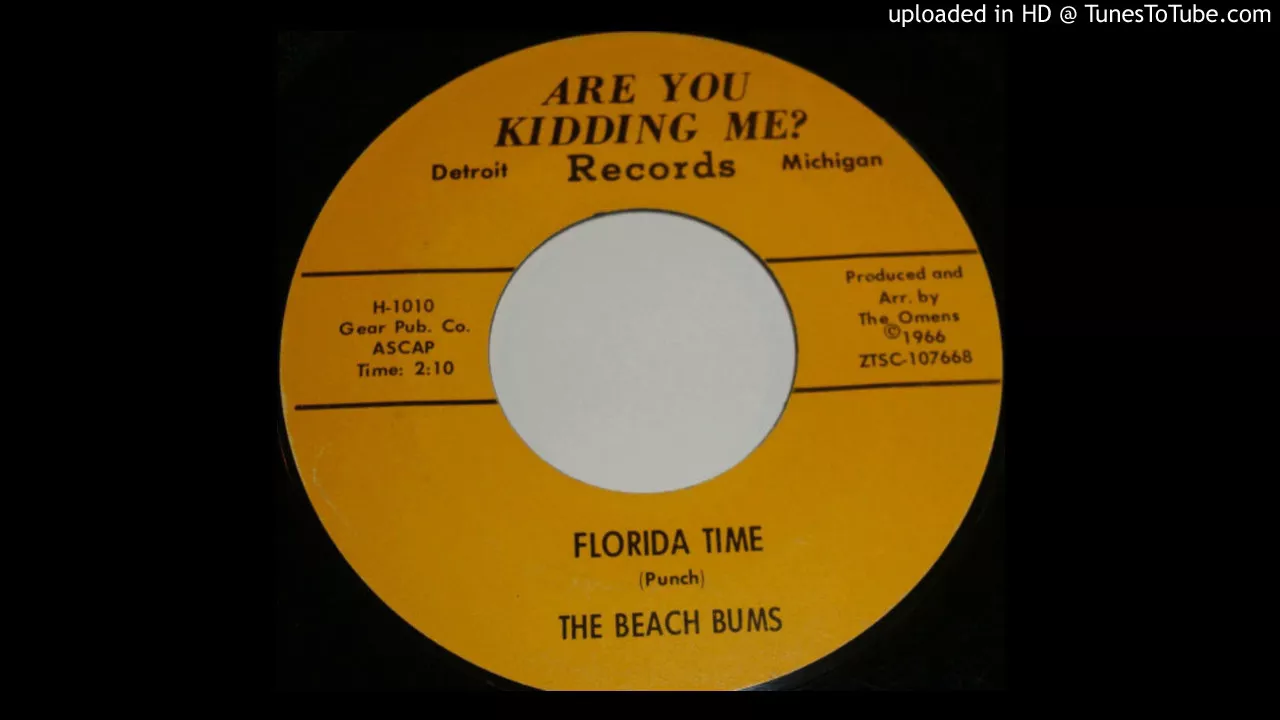 uploaded in HD @ TunesToTube.com
ARE YOU
KIDDING ME?
Detroit Records Michigan
H-1010
Gear Pub. Co.
ASCAP
Time: 2:10
Produced and
Arr. by
The Omens
©1966
ZTSC-107668
FLORIDA TIME
(Punch)
THE BEACH BUMS